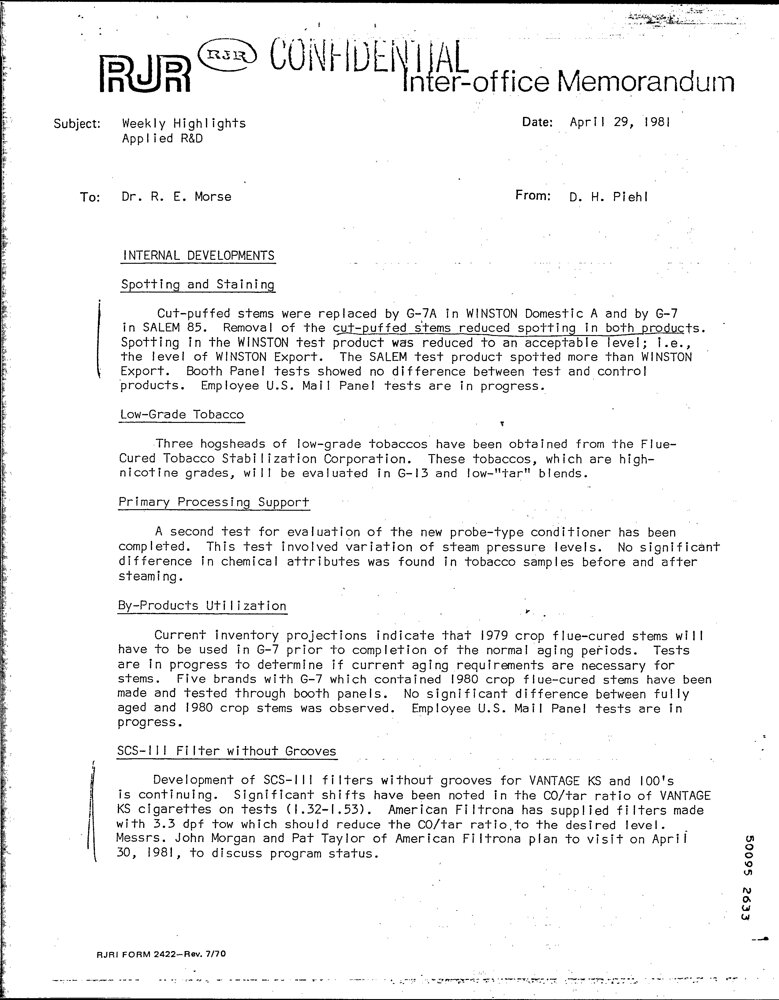 RJR
RJR
CONFIDENTIAL
Inter-office Memorandum
Subject: Weekly Highlights
Applied R&D
Date: April 29, 1981
To: Dr. R. E. Morse
From: D. H. Piehl
INTERNAL DEVELOPMENTS
Spotting and Staining
Cut-puffed stems were replaced by G-7A in WINSTON Domestic A and by G-7
in SALEM 85. Removal of the cut-puffed stems reduced spotting in both products.
Spotting in the WINSTON test product was reduced to an acceptable level; i.e.,
the level of WINSTON Export. The SALEM test product spotted more than WINSTON
Export. Booth Panel tests showed no difference between test and control
products. Employee U.S. Mail Panel tests are in progress.
Low-Grade Tobacco
Three hogsheads of low-grade tobaccos have been obtained from the Flue-
Cured Tobacco Stabilization Corporation. These tobaccos, which are high-
nicotine grades, will be evaluated in G-13 and low-"tar" blends.
Primary Processing Support
A second test for evaluation of the new probe-type conditioner has been
completed. This test involved variation of steam pressure levels. No significant
difference in chemical attributes was found in tobacco samples before and after
steaming.
By-Products Utilization
Current inventory projections indicate that 1979 crop flue-cured stems will
have to be used in G-7 prior to completion of the normal aging periods. Tests
are in progress to determine if current aging requirements are necessary for
stems. Five brands with G-7 which contained 1980 crop flue-cured stems have been
made and tested through booth panels. No significant difference between fully
aged and 1980 crop stems was observed. Employee U.S. Mail Panel tests are in
progress.
SCS-III Filter without Grooves
Development of SCS-III filters without grooves for VANTAGE KS and 100's
is continuing. Significant shifts have been noted in the CO/tar ratio of VANTAGE
KS cigarettes on tests (1.32-1.53). American Filtrona has supplied filters made
with 3.3 dpf tow which should reduce the CO/tar ratio to the desired level.
Messrs. John Morgan and Pat Taylor of American Filtrona plan to visit on April
30, 1981, to discuss program status.
50095 2633
RJRI FORM 2422—Rev. 7/70